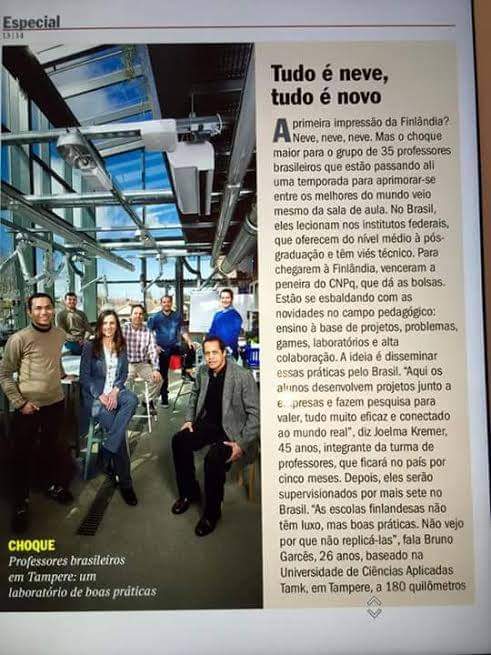 Especial
13|14
Tudo é neve,
tudo é novo
A primeira impressão da Finlândia?
Neve, neve, neve. Mas o choque
maior para o grupo de 35 professores
brasileiros que estão passando ali
uma temporada para aprimorar-se
entre os melhores do mundo veio
mesmo da sala de aula. No Brasil,
eles lecionam nos institutos federais,
que oferecem do nível médio à pós-
graduação e têm viés técnico. Para
chegarem à Finlândia, venceram a
peneira do CNPq, que dá as bolsas.
Estão se esbaldando com as
novidades no campo pedagógico:
ensino à base de projetos, problemas,
games, laboratórios e alta
colaboração. A ideia é disseminar
essas práticas pelo Brasil. "Aqui os
alunos desenvolvem projetos junto a
empresas e fazem pesquisa para
valer, tudo muito eficaz e conectado
ao mundo real", diz Joelma Kremer,
45 anos, integrante da turma de
professores, que ficará no país por
cinco meses. Depois, eles serão
supervisionados por mais sete no
Brasil. "As escolas finlandesas não
têm luxo, mas boas práticas. Não vejo
por que não replicá-las", fala Bruno
Garcês, 26 anos, baseado na
Universidade de Ciências Aplicadas
Tamk, em Tampere, a 180 quilômetros
CHOQUE
Professores brasileiros
em Tampere: um
laboratório de boas práticas